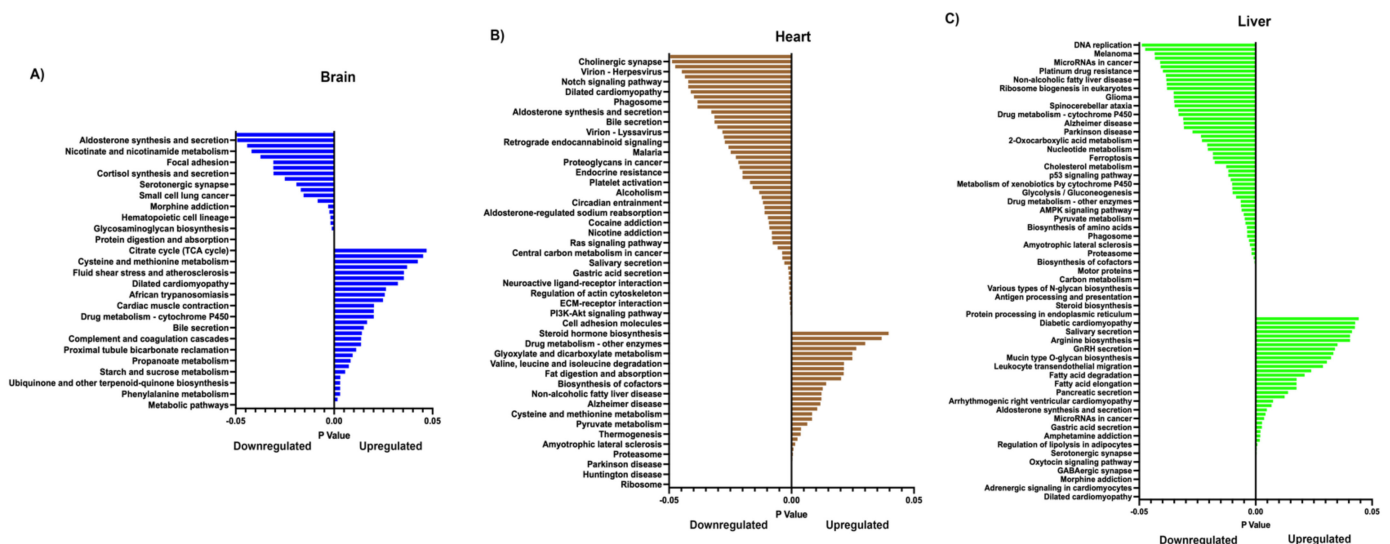 A)
Brain
Aldosterone synthesis and secretion
Nicotinate and nicotinamide metabolism
Focal adhesion
Cortisol synthesis and secretion
Serotonergic synapse
Small cell lung cancer
Morphine addiction
Hematopoietic cell lineage
Glycosaminoglycan biosynthesis
Protein digestion and absorption
Citrate cycle (TCA cycle)
Cysteine and methionine metabolism
Fluid shear stress and atherosclerosis
Dilated cardiomyopathy
African trypanosomiasis
Cardiac muscle contraction
Drug metabolism - cytochrome P450
Bile secretion
Complement and coagulation cascades
Proximal tubule bicarbonate reclamation
Propanoate metabolism
Starch and sucrose metabolism
Ubiquinone and other terpenoid-quinone biosynthesis
Phenylalanine metabolism
Metabolic pathways
-0.05 0.00 0.05
P Value
Downregulated Upregulated
B)
Heart
Cholinergic synapse
Virion - Herpesvirus
Notch signaling pathway
Dilated cardiomyopathy
Phagosome
Aldosterone synthesis and secretion
Bile secretion
Virion - Lyssavirus
Retrograde endocannabinoid signaling
Malaria
Proteoglycans in cancer
Endocrine resistance
Platelet activation
Alcoholism
Circadian entrainment
Aldosterone-regulated sodium reabsorption
Cocaine addiction
Nicotine addiction
Ras signaling pathway
Central carbon metabolism in cancer
Salivary secretion
Gastric acid secretion
Neuroactive ligand-receptor interaction
Regulation of actin cytoskeleton
ECM-receptor interaction
PI3K-Akt signaling pathway
Cell adhesion molecules
Steroid hormone biosynthesis
Drug metabolism - other enzymes
Glyoxylate and dicarboxylate metabolism
Valine, leucine and isoleucine degradation
Fat digestion and absorption
Biosynthesis of cofactors
Non-alcoholic fatty liver disease
Alzheimer disease
Cysteine and methionine metabolism
Pyruvate metabolism
Thermogenesis
Amyotrophic lateral sclerosis
Proteasome
Parkinson disease
Huntington disease
Ribosome
-0.05 0.00 0.05
P Value
Downregulated Upregulated
C)
Liver
DNA replication
Melanoma
MicroRNAs in cancer
Platinum drug resistance
Non-alcoholic fatty liver disease
Ribosome biogenesis in eukaryotes
Glioma
Spinocerebellar ataxia
Drug metabolism - cytochrome P450
Alzheimer disease
Parkinson disease
2-Oxocarboxylic acid metabolism
Nucleotide metabolism
Ferroptosis
Cholesterol metabolism
p53 signaling pathway
Metabolism of xenobiotics by cytochrome P450
Glycolysis / Gluconeogenesis
Drug metabolism - other enzymes
AMPK signaling pathway
Pyruvate metabolism
Biosynthesis of amino acids
Phagosome
Amyotrophic lateral sclerosis
Proteasome
Biosynthesis of cofactors
Motor proteins
Carbon metabolism
Various types of N-glycan biosynthesis
Antigen processing and presentation
Steroid biosynthesis
Protein processing in endoplasmic reticulum
Diabetic cardiomyopathy
Salivary secretion
Arginine biosynthesis
GnRH secretion
Mucin type O-glycan biosynthesis
Leukocyte transendothelial migration
Fatty acid degradation
Fatty acid elongation
Pancreatic secretion
Arrhythmogenic right ventricular cardiomyopathy
Aldosterone synthesis and secretion
MicroRNAs in cancer
Gastric acid secretion
Amphetamine addiction
Regulation of lipolysis in adipocytes
Serotonergic synapse
Oxytocin signaling pathway
GABAergic synapse
Morphine addiction
Adrenergic signaling in cardiomyocytes
Dilated cardiomyopathy
-0.05 0.00 0.05
P Value
Downregulated Upregulated